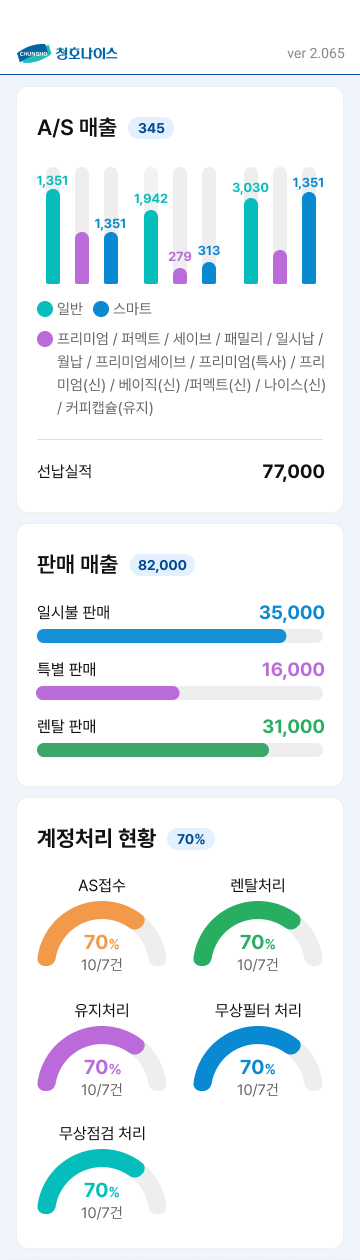 CHUNGHO 청호나이스
ver 2.065
A/S 매출 345
1,351
1,351
1,942
279
313
3,030
1,351
일반 스마트
프리미엄 / 퍼멕트 / 세이브 / 패밀리 / 일시납 /
월납 / 프리미엄세이브 / 프리미엄(특사) / 프리
미엄(신) / 베이직(신) /퍼멕트(신) / 나이스(신)
/ 커피캡슐(유지)
선납실적 77,000
판매 매출 82,000
일시불 판매 35,000
특별 판매 16,000
렌탈 판매 31,000
계정처리 현황 70%
AS접수
70%
10/7건
렌탈처리
70%
10/7건
유지처리
70%
10/7건
무상필터 처리
70%
10/7건
무상점검 처리
70%
10/7건